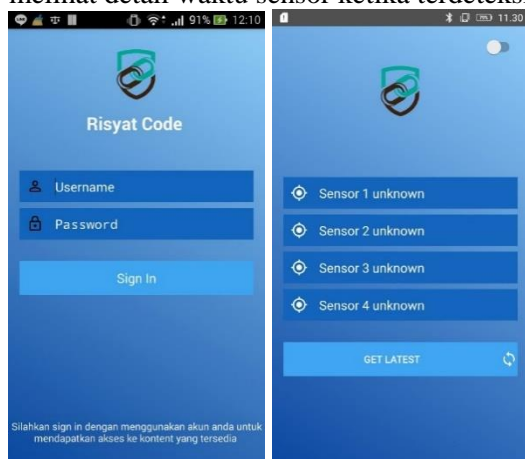 melihat detail waktu sensor ketika terdeteksi
91% 12:10
Risyat Code
Username
Password
Sign In
Silahkan sign in dengan menggunakan akun anda untuk
mendapatkan akses ke kontent yang tersedia
11.30
Sensor 1 unknown
Sensor 2 unknown
Sensor 3 unknown
Sensor 4 unknown
GET LATEST